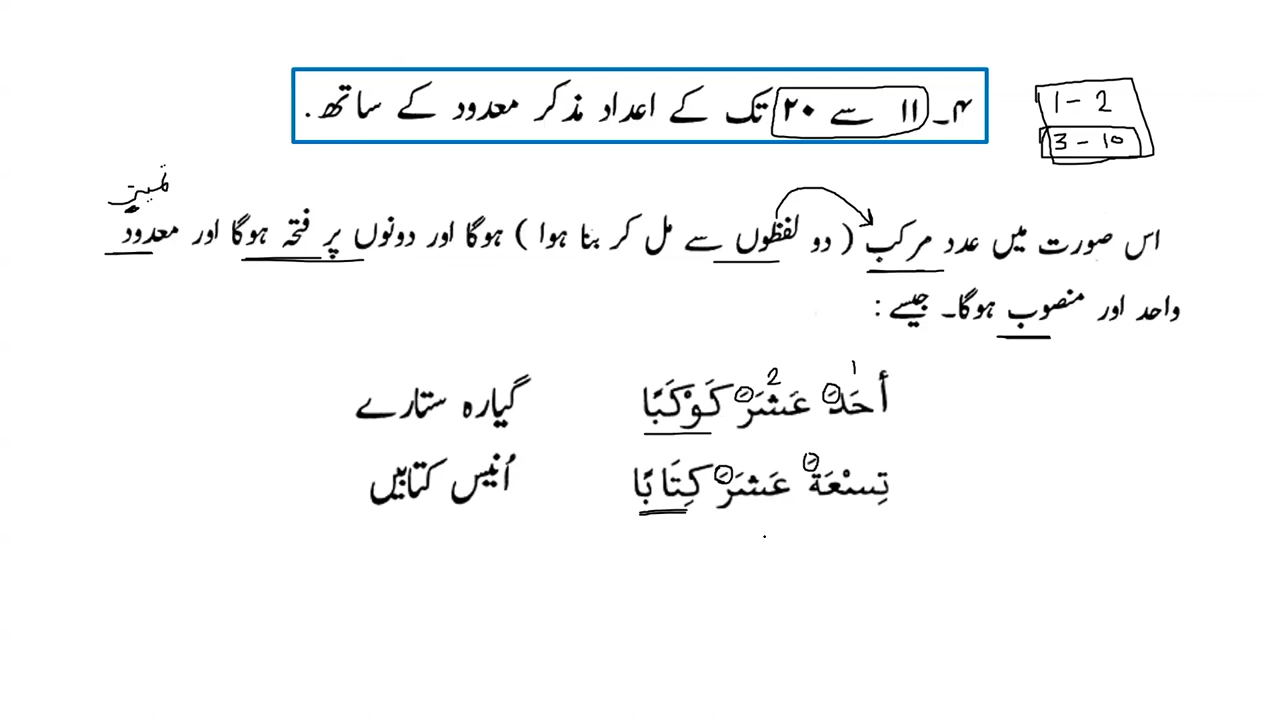 ۴۔ ۱۱ سے ۲۰ تک کے اعداد مذکر معدود کے ساتھ۔
1 - 2
3 - 10
تمییز
اس صورت میں عدد مرکب (دو لفظوں سے مل کر بنا ہوا) ہوگا اور دونوں پر فتحہ ہوگا اور معدود
واحد اور منصوب ہوگا۔ جیسے:
1 2
أَحَدَ عَشَرَ كَوْكَبًا گیارہ ستارے
تِسْعَةَ عَشَرَ كِتَابًا اُنیس کتابیں